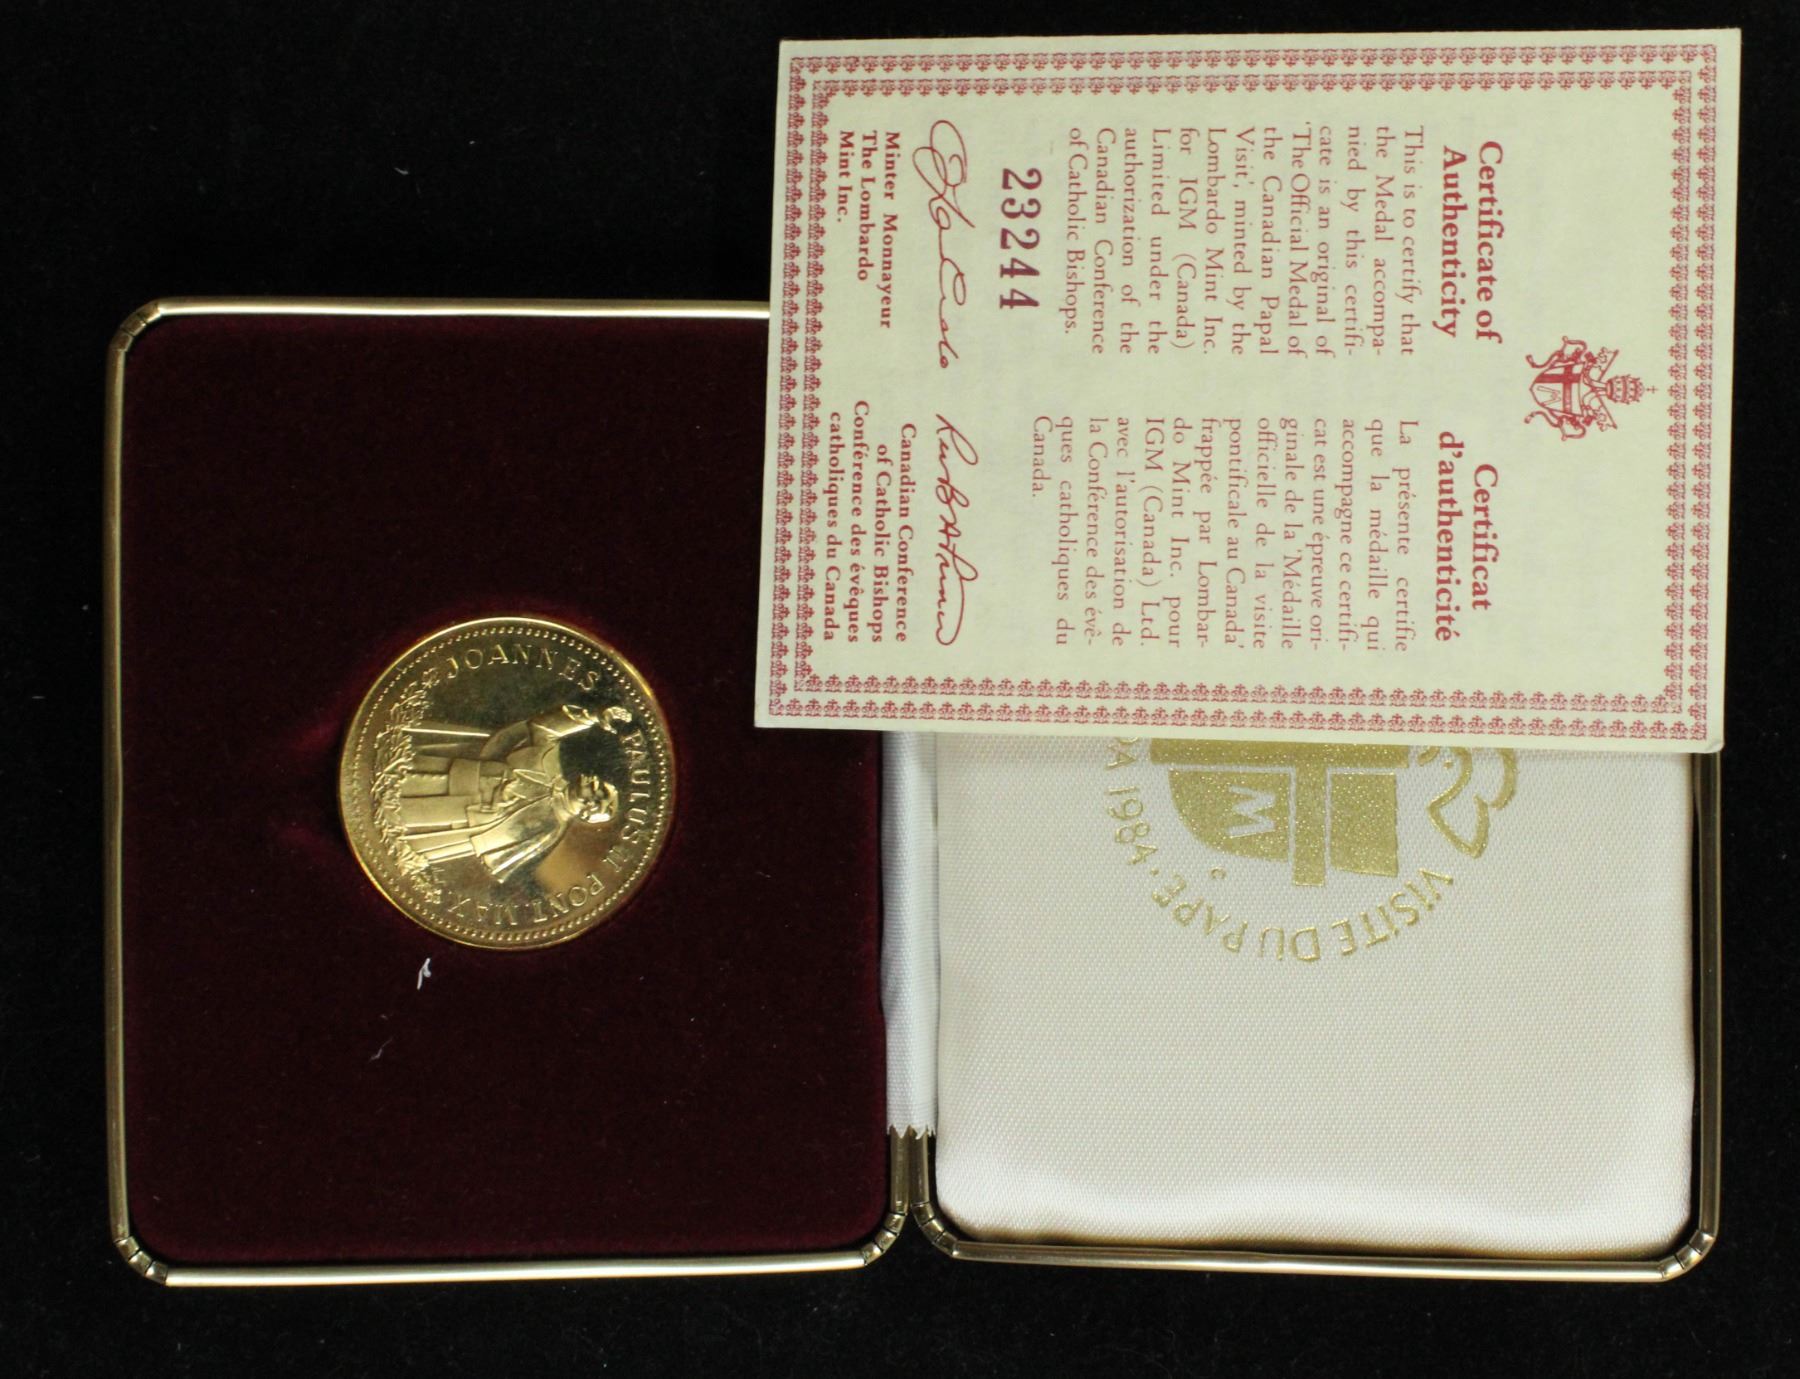 Certificate of
Authenticity
This is to certify that
the Medal accompa-
nied by this certifi-
cate is an original of
'The Official Medal of
the Canadian Papal
Visit', minted by the
Lombardo Mint Inc.
for IGM (Canada)
Limited under the
authorization of the
Canadian Conference
of Catholic Bishops.
23244
Minter Monnayeur
The Lombardo
Mint Inc.
Certificat
d'authenticité
La présente certifie
que la médaille qui
accompagne ce certifi-
cat est une épreuve ori-
ginale de la 'Médaille
officielle de la visite
pontificale au Canada'
frappée par Lombar-
do Mint Inc. pour
IGM (Canada) Ltd.
avec l'autorisation de
la Conférence des évê-
ques catholiques du
Canada.
Canadian Conference
of Catholic Bishops
Conférence des évêques
catholiques du Canada
JOANNES PAULUS II PONT. MAX.
M
VISITE DU PAPE · 1984